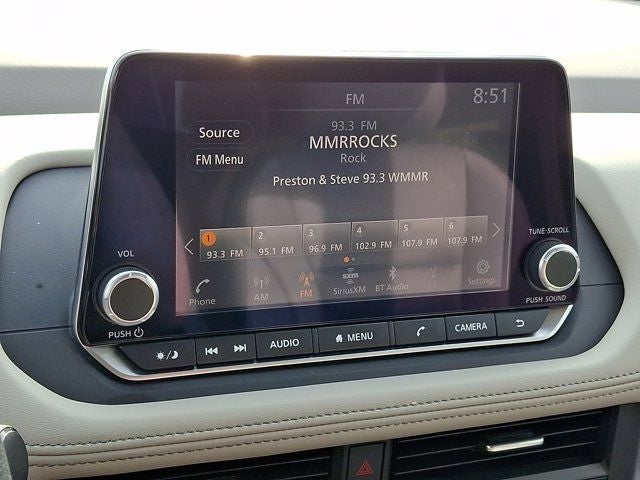 FM
8:51
93.3 FM
Source
MMRROCKS
FM Menu
Rock
Preston & Steve 93.3 WMMR
1 2 3 4 5 6
93.3 FM 95.1 FM 96.9 FM 102.9 FM 107.9 FM 107.9 FM
sxm
Phone AM FM SiriusXM BT Audio Settings
VOL
PUSH
TUNE·SCROLL
PUSH SOUND
AUDIO MENU CAMERA